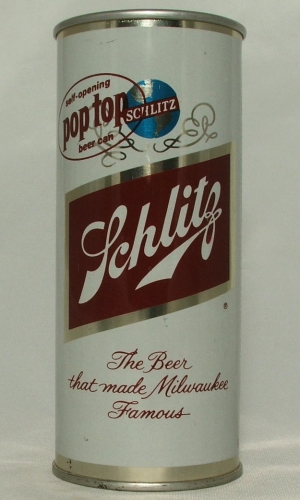 self-opening
pop top
beer can
SCHLITZ
Schlitz
®
The Beer
that made Milwaukee
Famous